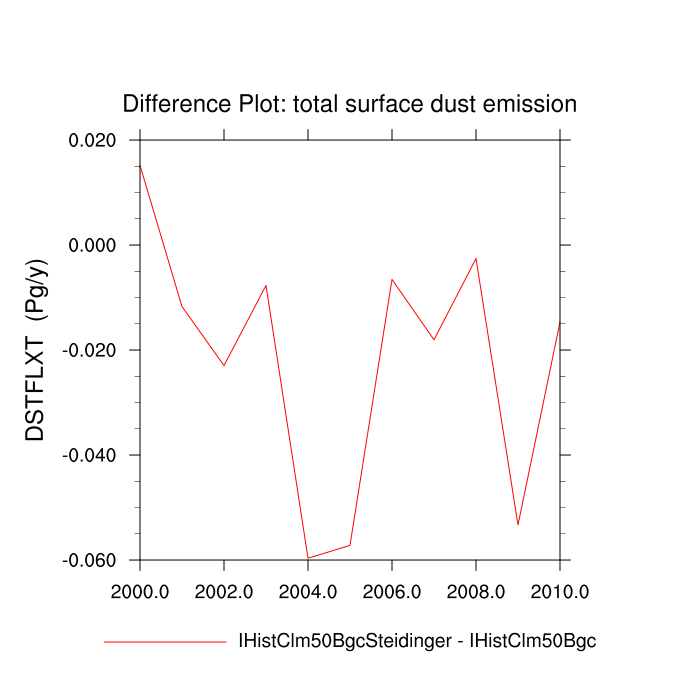 Difference Plot: total surface dust emission
0.020
0.000
-0.020
-0.040
-0.060
DSTFLXT (Pg/y)
2000.0 2002.0 2004.0 2006.0 2008.0 2010.0
IHistClm50BgcSteidinger - IHistClm50Bgc